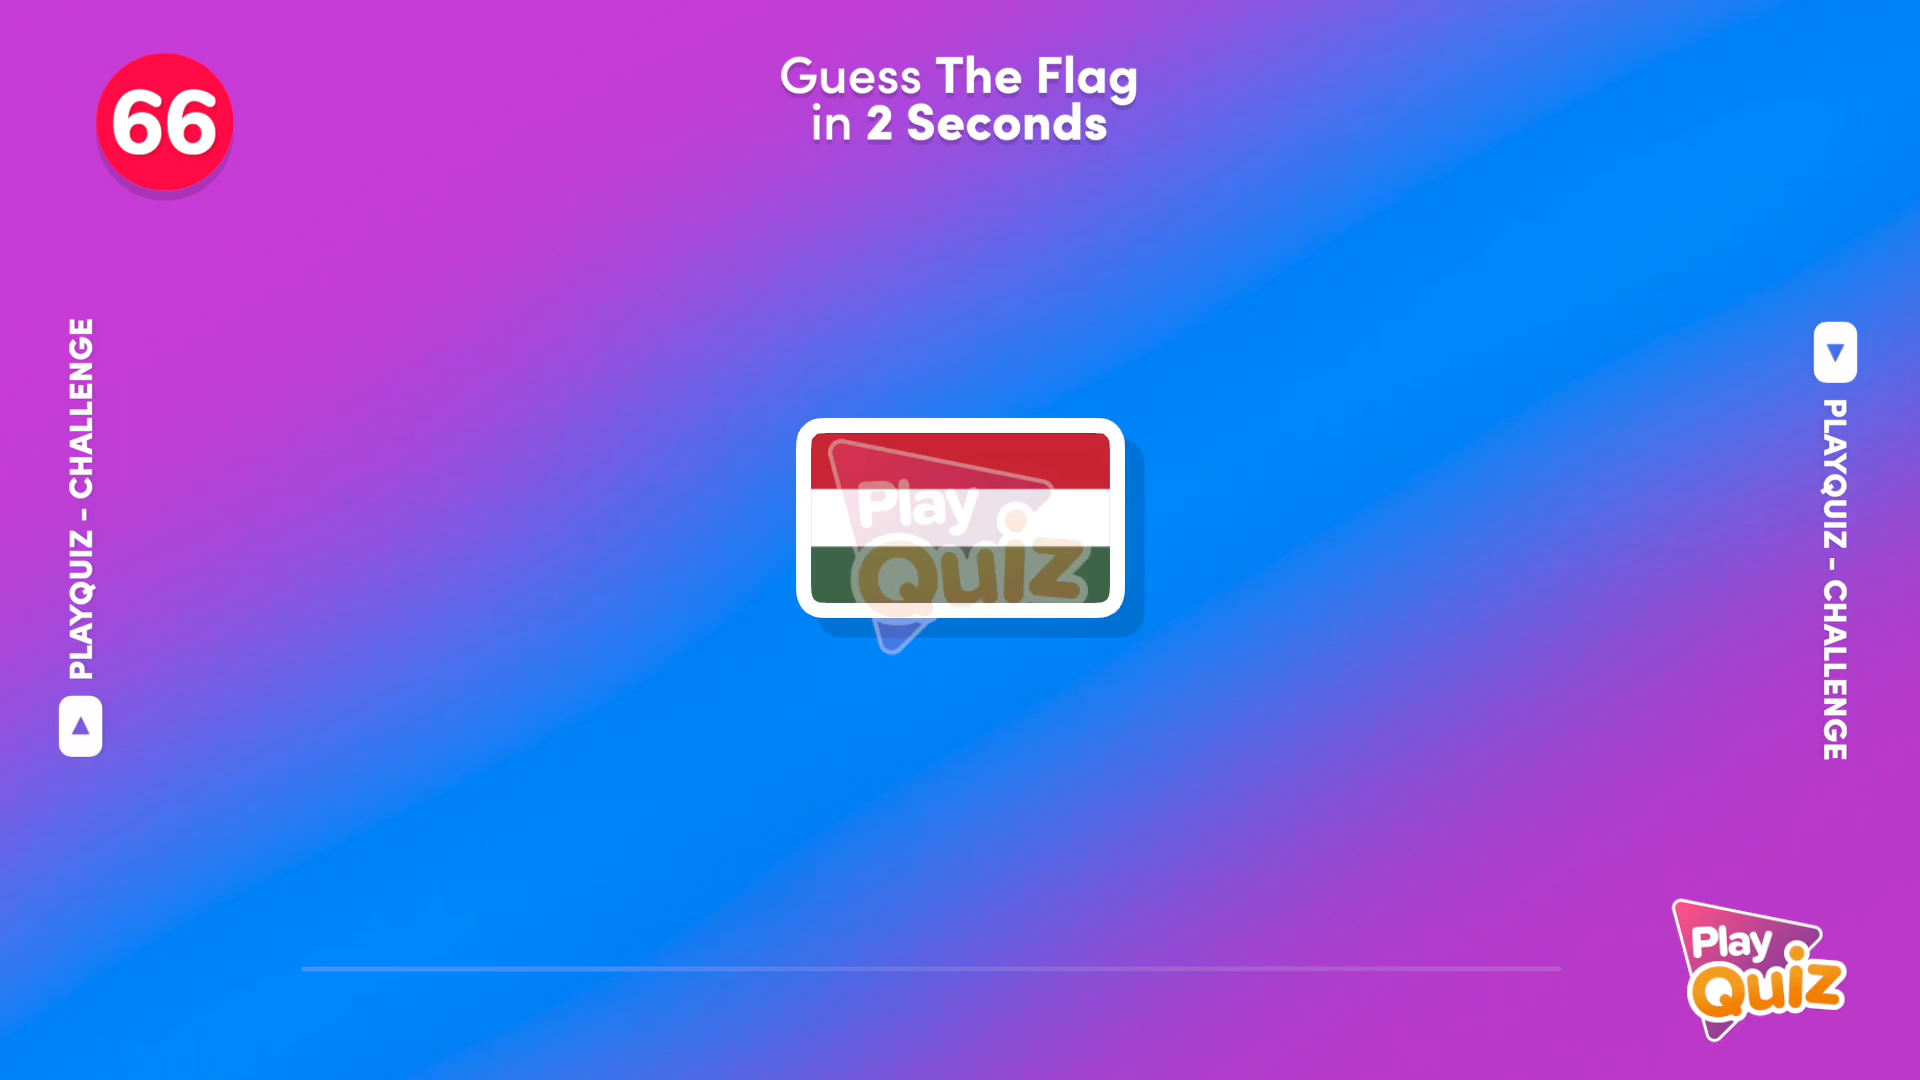 66
Guess The Flag
in 2 Seconds
PLAYQUIZ - CHALLENGE
Play
Quiz
PLAYQUIZ - CHALLENGE
Play
Quiz